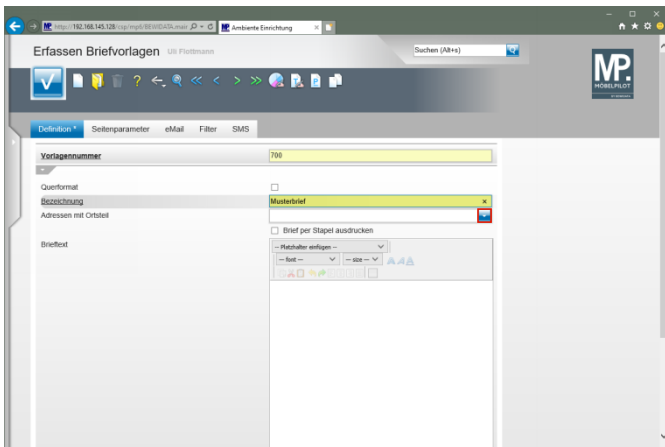 http://192.168.145.128/csp/mpli/BEWIDATA.mair
Ambiente Einrichtung
Erfassen Briefvorlagen Uli Flottmann
Suchen (Alt+s)
MP.
MÖBELPILOT
Definition * Seitenparameter eMail Filter SMS
Vorlagennummer 700
Querformat
Bezeichnung Musterbrief
Adressen mit Ortsteil
Brief per Stapel ausdrucken
Brieftext -- Platzhalter einfügen --
-- font -- -- size --